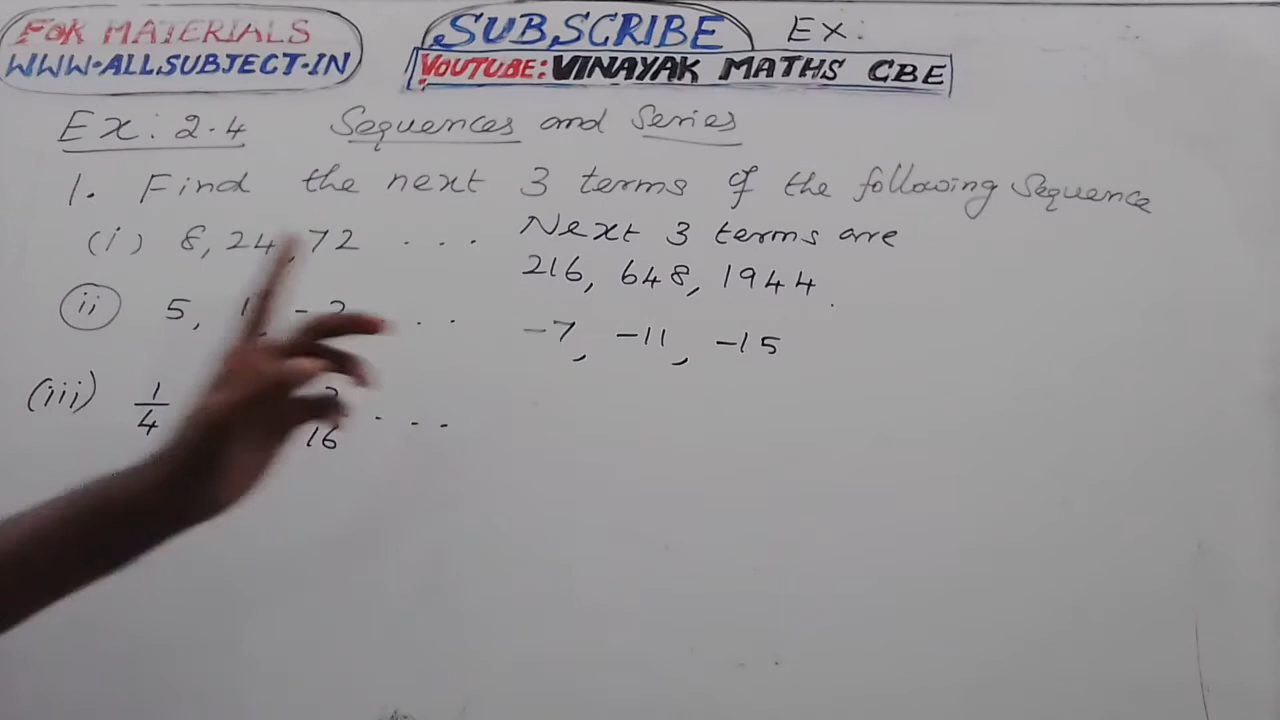 FOR MATERIALS
WWW.ALLSUBJECT.IN
SUBSCRIBE EX:
YOUTUBE: VINAYAK MATHS CBE
Ex: 2.4 Sequences and Series
1. Find the next 3 terms of the following Sequence
(i) 8, 24, 72 ... Next 3 terms are
216, 648, 1944.
(ii) 5, ...
-7, -11, -15
(iii) 1/4 /16 ...